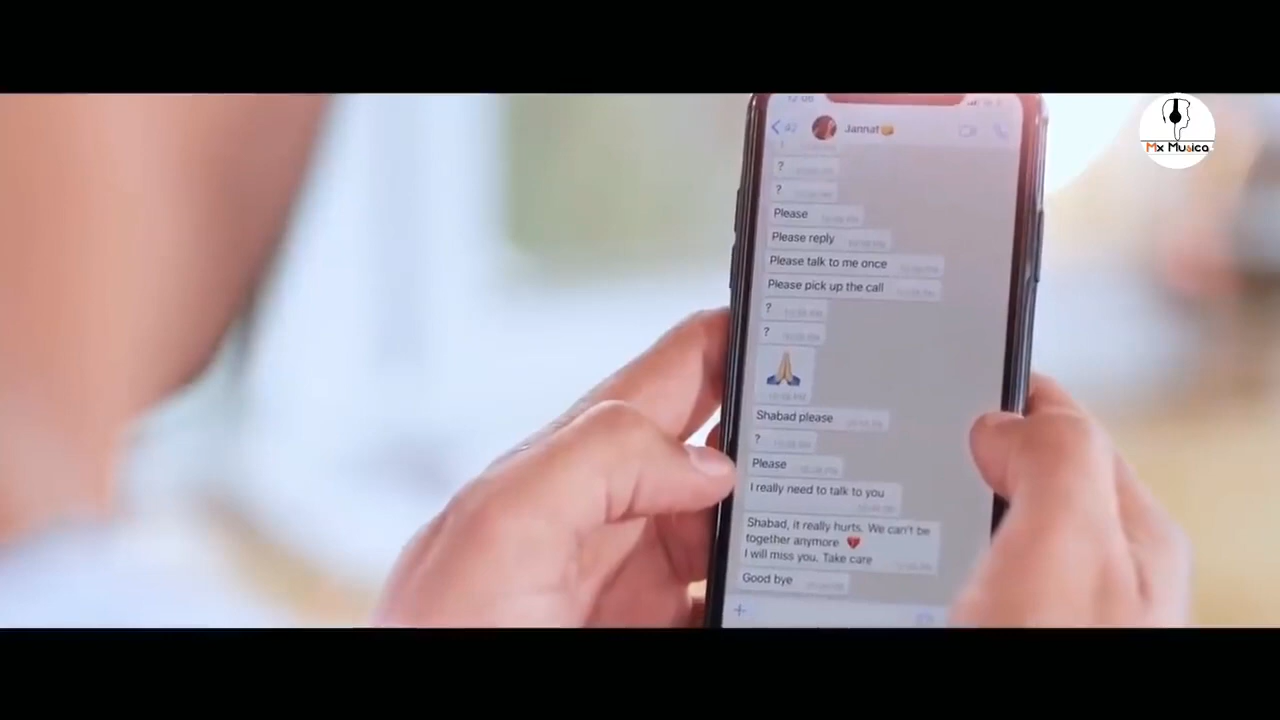 Jannat
Mx Musica
?
?
Please
Please reply
Please talk to me once
Please pick up the call
?
?
Shabad please
?
Please
I really need to talk to you
Shabad, it really hurts. We can't be
together anymore 💔
I will miss you. Take care
Good bye